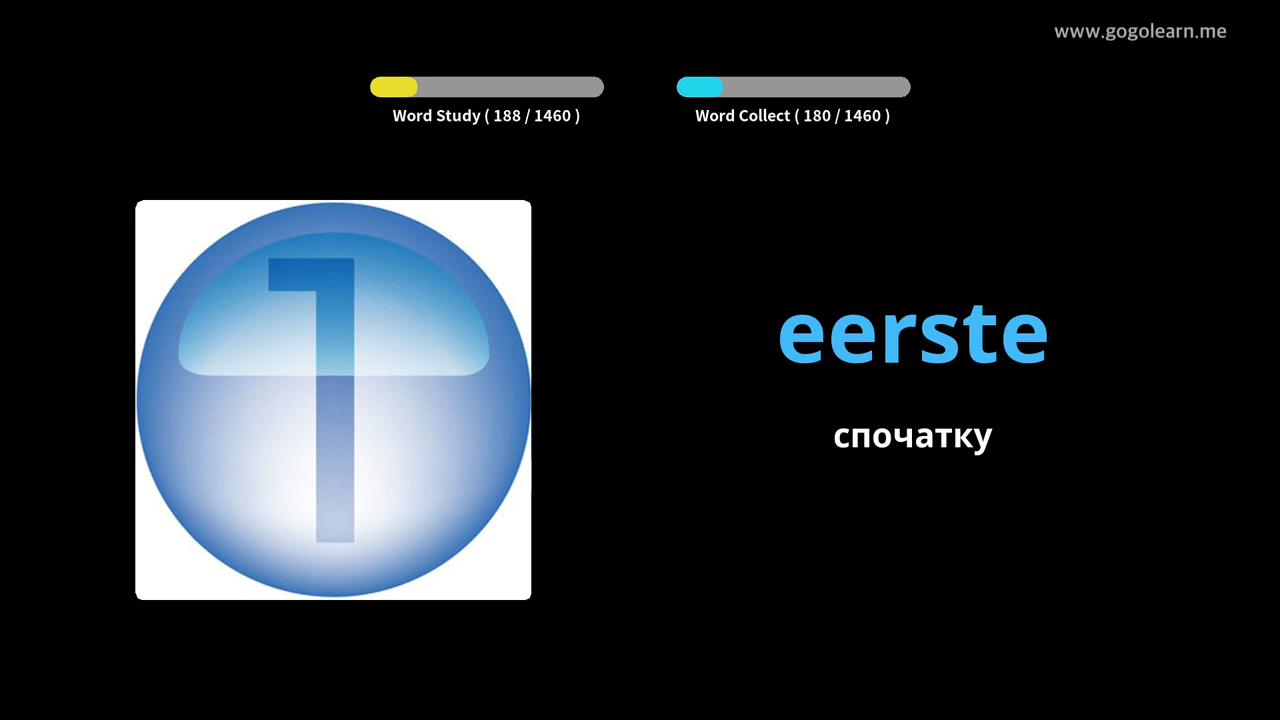 www.gogolearn.me
Word Study ( 188 / 1460 )
Word Collect ( 180 / 1460 )
1
eerste
спочатку